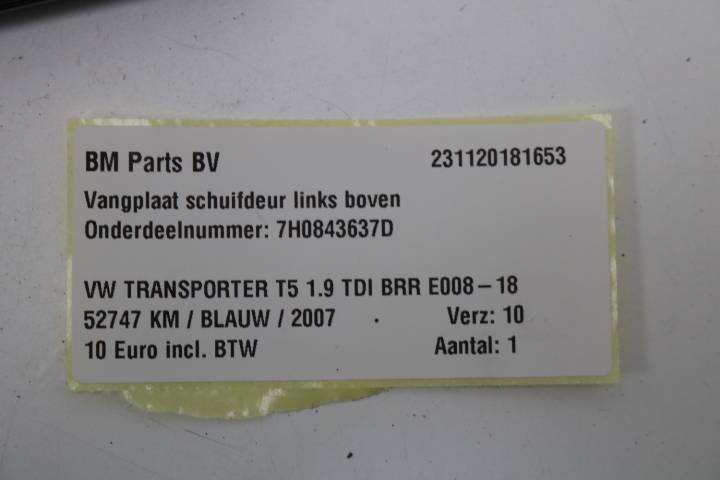 BM Parts BV 231120181653
Vangplaat schuifdeur links boven
Onderdeelnummer: 7H0843637D
VW TRANSPORTER T5 1.9 TDI BRR E008-18
52747 KM / BLAUW / 2007 Verz: 10
10 Euro incl. BTW Aantal: 1